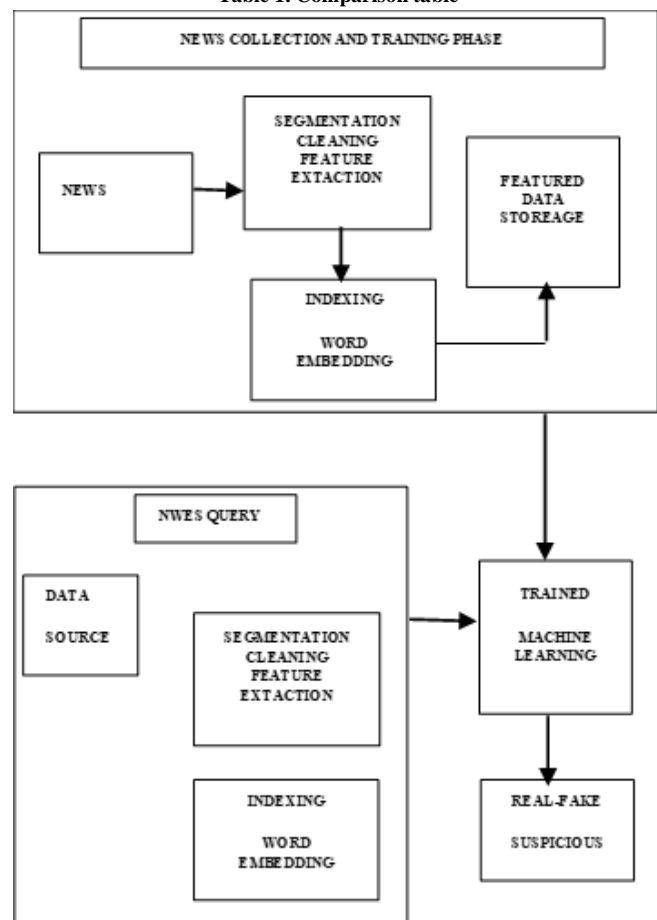 Table 1. Comparison table
NEWS COLLECTION AND TRAINING PHASE
NEWS
SEGMENTATION
CLEANING
FEATURE
EXTACTION
FEATURED
DATA
STOREAGE
INDEXING
WORD
EMBEDDING
NWES QUERY
DATA
SOURCE
SEGMENTATION
CLEANING
FEATURE
EXTACTION
INDEXING
WORD
EMBEDDING
TRAINED
MACHINE
LEARNING
REAL-FAKE
SUSPICIOUS